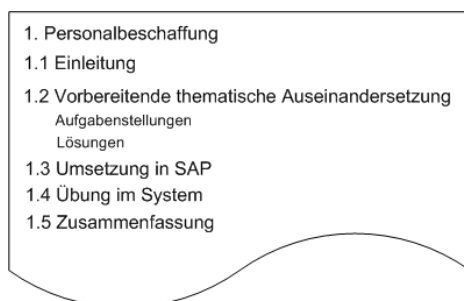 1. Personalbeschaffung
1.1 Einleitung
1.2 Vorbereitende thematische Auseinandersetzung
Aufgabenstellungen
Lösungen
1.3 Umsetzung in SAP
1.4 Übung im System
1.5 Zusammenfassung